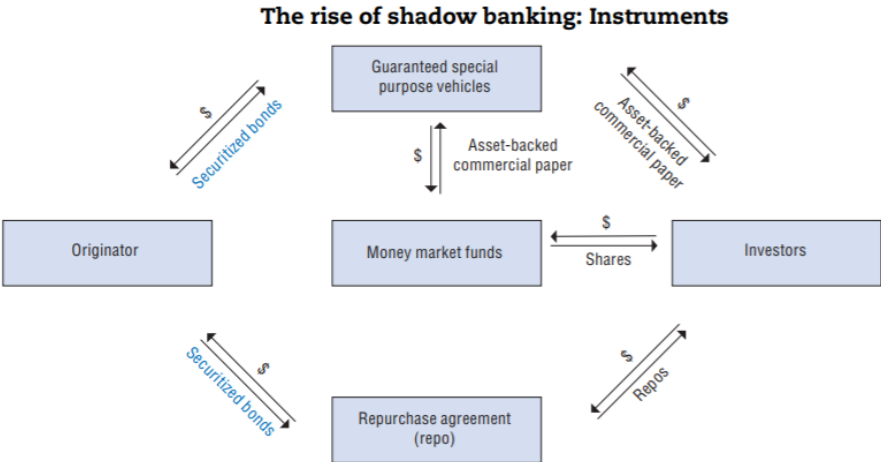 The rise of shadow banking: Instruments
Guaranteed special
purpose vehicles
$
Securitized bonds
$
Asset-backed
commercial paper
$
Asset-backed
commercial paper
Originator
Money market funds
$
Shares
Investors
$
Securitized bonds
$
Repos
Repurchase agreement
(repo)